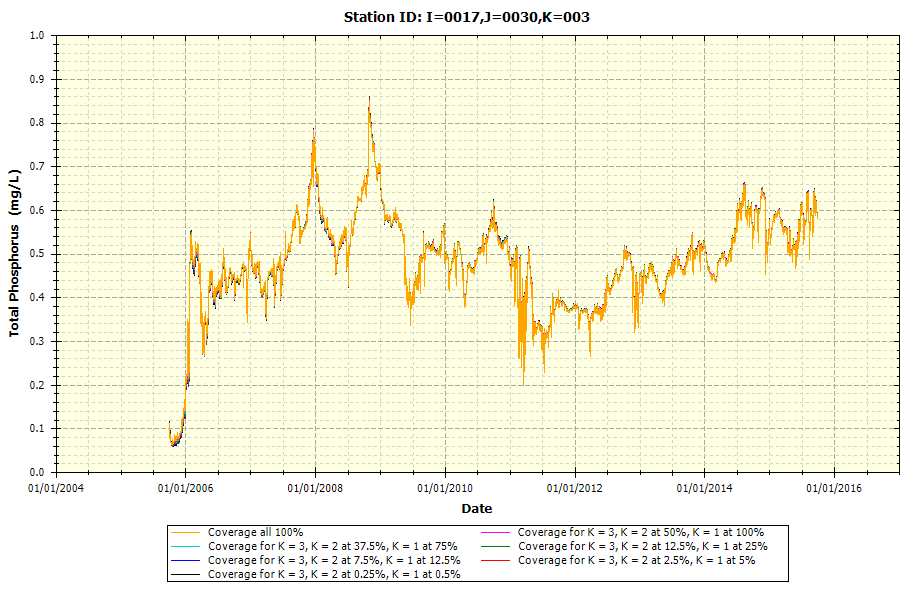 Station ID: I=0017,J=0030,K=003
1.0
0.9
0.8
0.7
0.6
0.5
0.4
0.3
0.2
0.1
0.0
Total Phosphorus (mg/L)
01/01/2004 01/01/2006 01/01/2008 01/01/2010 01/01/2012 01/01/2014 01/01/2016
Date
Coverage all 100% Coverage for K = 3, K = 2 at 50%, K = 1 at 100%
Coverage for K = 3, K = 2 at 37.5%, K = 1 at 75% Coverage for K = 3, K = 2 at 12.5%, K = 1 at 25%
Coverage for K = 3, K = 2 at 7.5%, K = 1 at 12.5% Coverage for K = 3, K = 2 at 2.5%, K = 1 at 5%
Coverage for K = 3, K = 2 at 0.25%, K = 1 at 0.5%